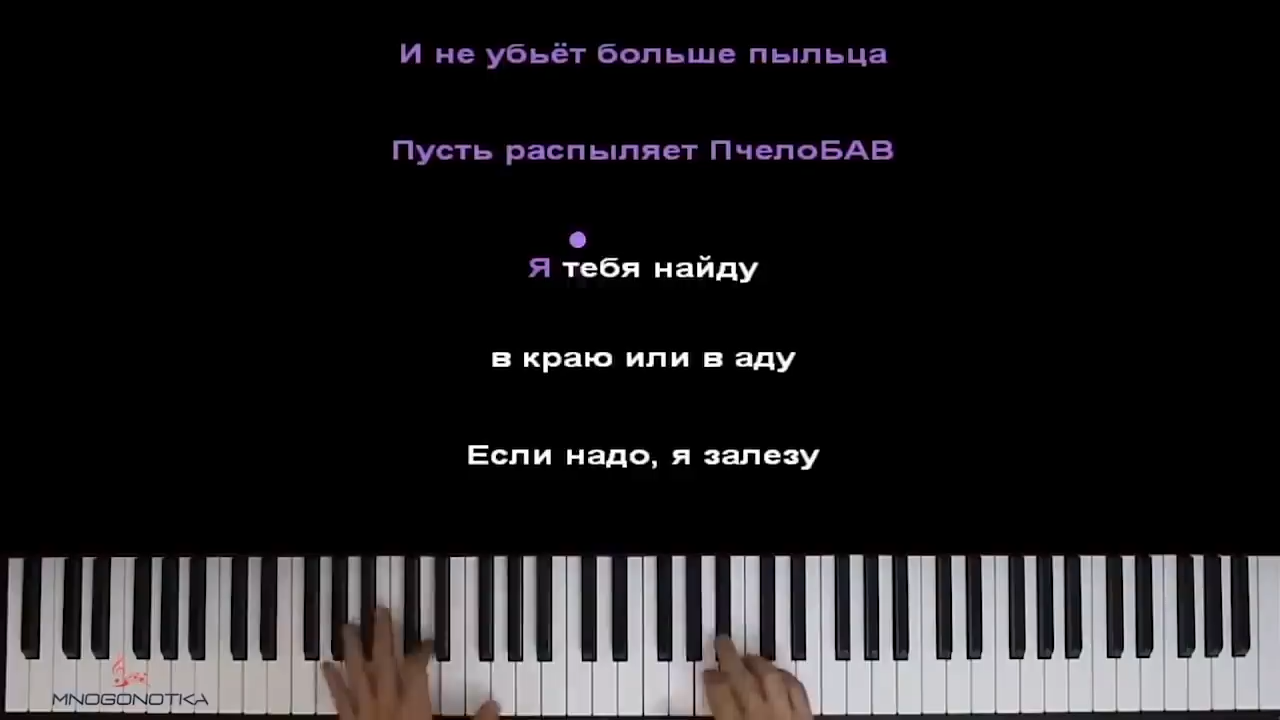 И не убьёт больше пыльца
Пусть распыляет ПчелоБАВ
Я тебя найду
в краю или в аду
Если надо, я залезу
MNOGONOTKA